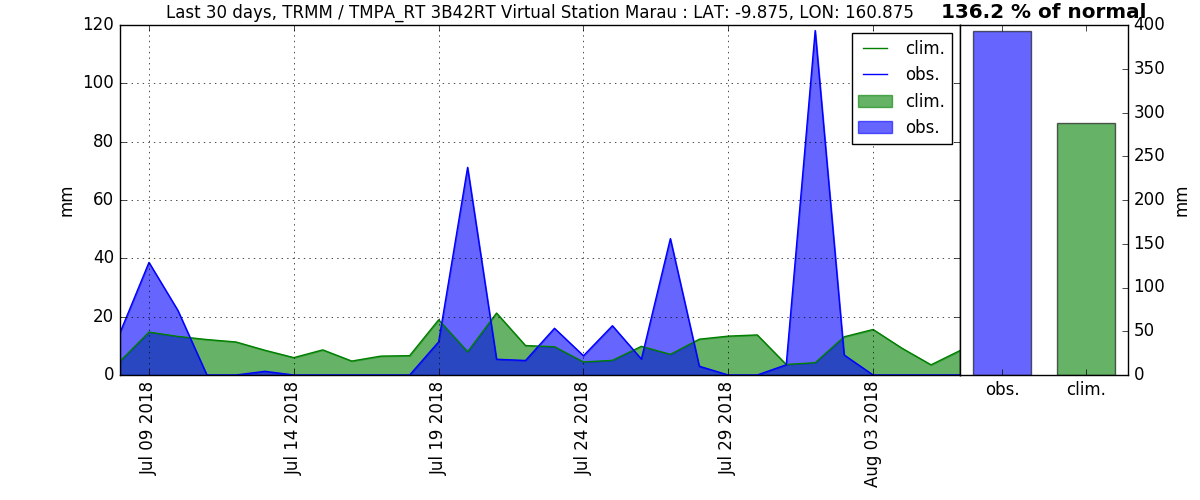 Last 30 days, TRMM / TMPA_RT 3B42RT Virtual Station Marau : LAT: -9.875, LON: 160.875
136.2 % of normal
120
100
80
60
40
20
0
mm
clim.
obs.
clim.
obs.
Jul 09 2018
Jul 14 2018
Jul 19 2018
Jul 24 2018
Jul 29 2018
Aug 03 2018
400
350
300
250
200
150
100
50
0
mm
obs.
clim.